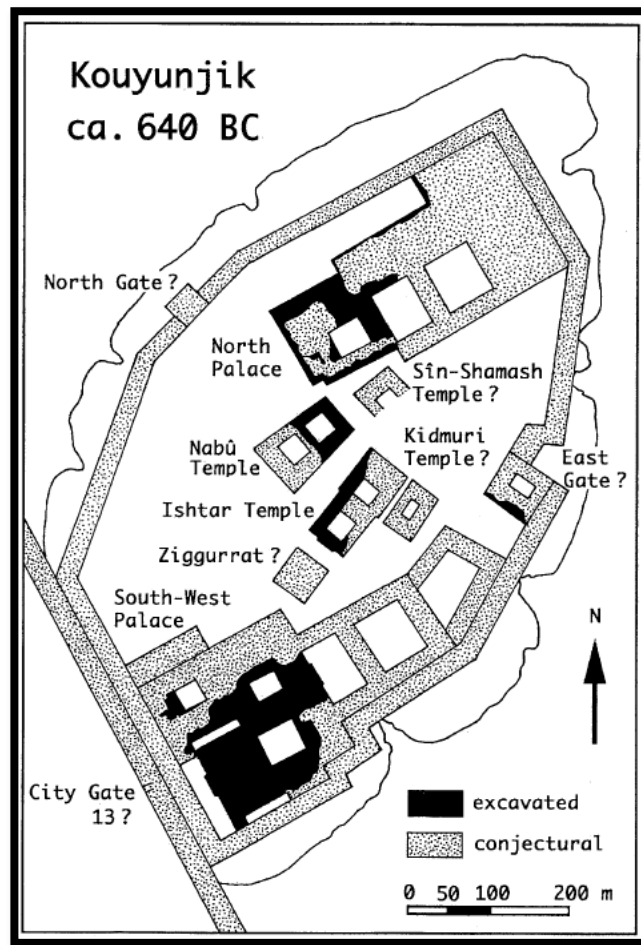 Kouyunjik
ca. 640 BC
North Gate ?
North
Palace
Sîn-Shamash
Temple ?
Nabû
Temple
Kidmuri
Temple ?
East
Gate ?
Ishtar Temple
Ziggurrat ?
South-West
Palace
N
City Gate
13 ?
excavated
conjectural
0 50 100 200 m